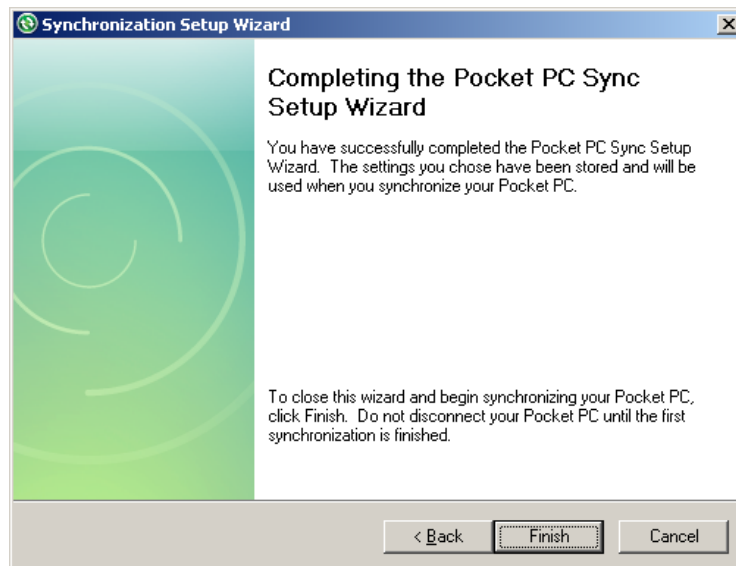 Synchronization Setup Wizard
Completing the Pocket PC Sync
Setup Wizard
You have successfully completed the Pocket PC Sync Setup
Wizard. The settings you chose have been stored and will be
used when you synchronize your Pocket PC.
To close this wizard and begin synchronizing your Pocket PC,
click Finish. Do not disconnect your Pocket PC until the first
synchronization is finished.
< Back Finish Cancel